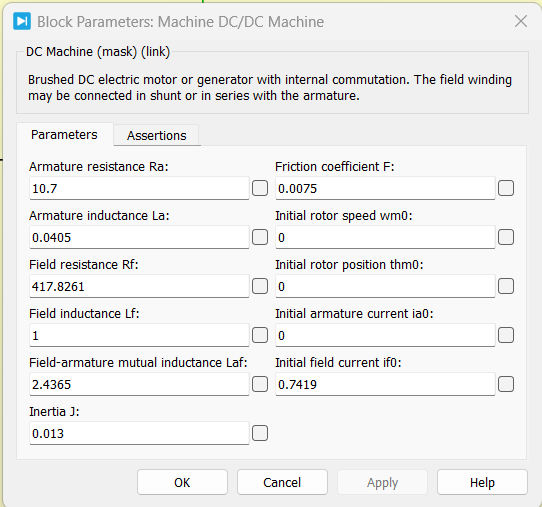 Block Parameters: Machine DC/DC Machine
DC Machine (mask) (link)
Brushed DC electric motor or generator with internal commutation. The field winding
may be connected in shunt or in series with the armature.
Parameters
Assertions
Armature resistance Ra:
10.7
Armature inductance La:
0.0405
Field resistance Rf:
417.8261
Field inductance Lf:
1
Field-armature mutual inductance Laf:
2.4365
Inertia J:
0.013
Friction coefficient F:
0.0075
Initial rotor speed wm0:
0
Initial rotor position thm0:
0
Initial armature current ia0:
0
Initial field current if0:
0.7419
OK
Cancel
Apply
Help